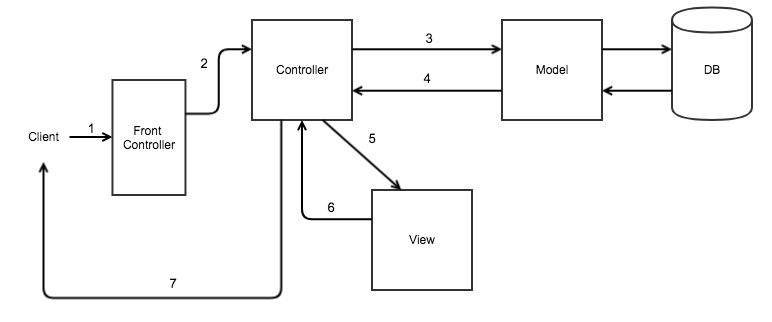 Client
1
Front
Controller
2
Controller
3
4
Model
DB
5
6
View
7